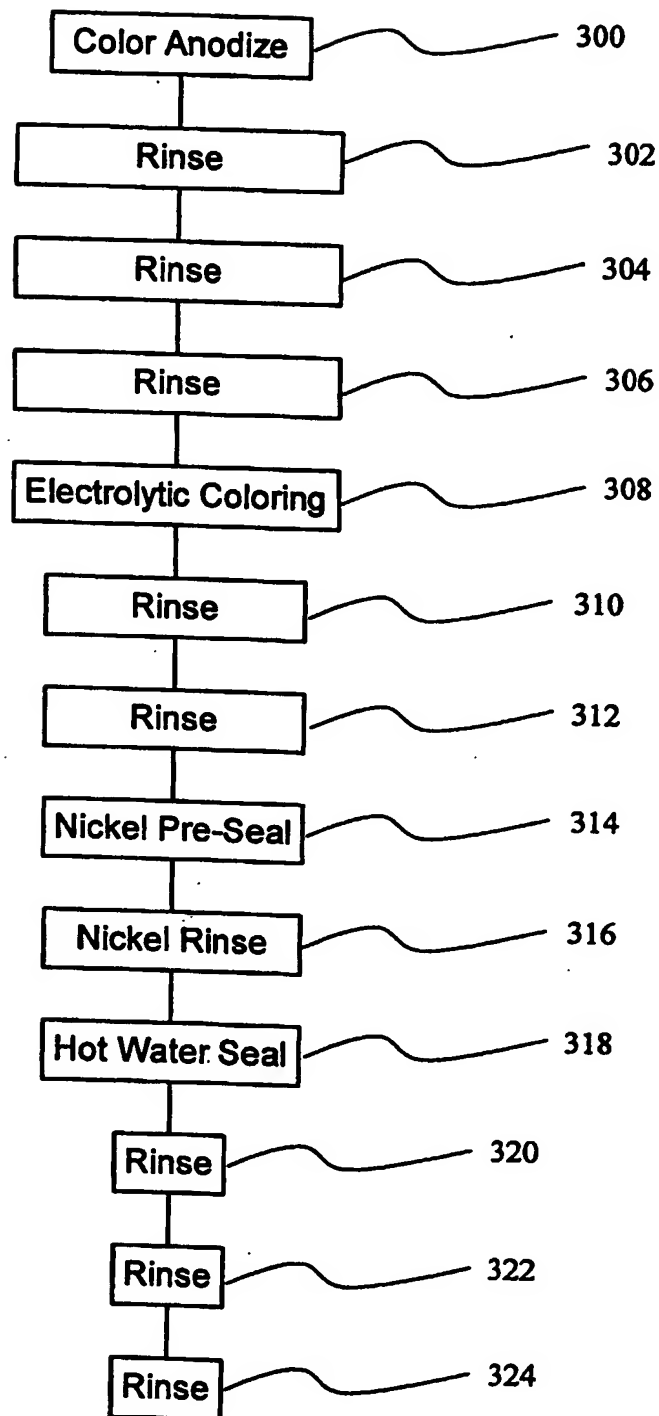 Color Anodize 300
Rinse 302
Rinse 304
Rinse 306
Electrolytic Coloring 308
Rinse 310
Rinse 312
Nickel Pre-Seal 314
Nickel Rinse 316
Hot Water Seal 318
Rinse 320
Rinse 322
Rinse 324